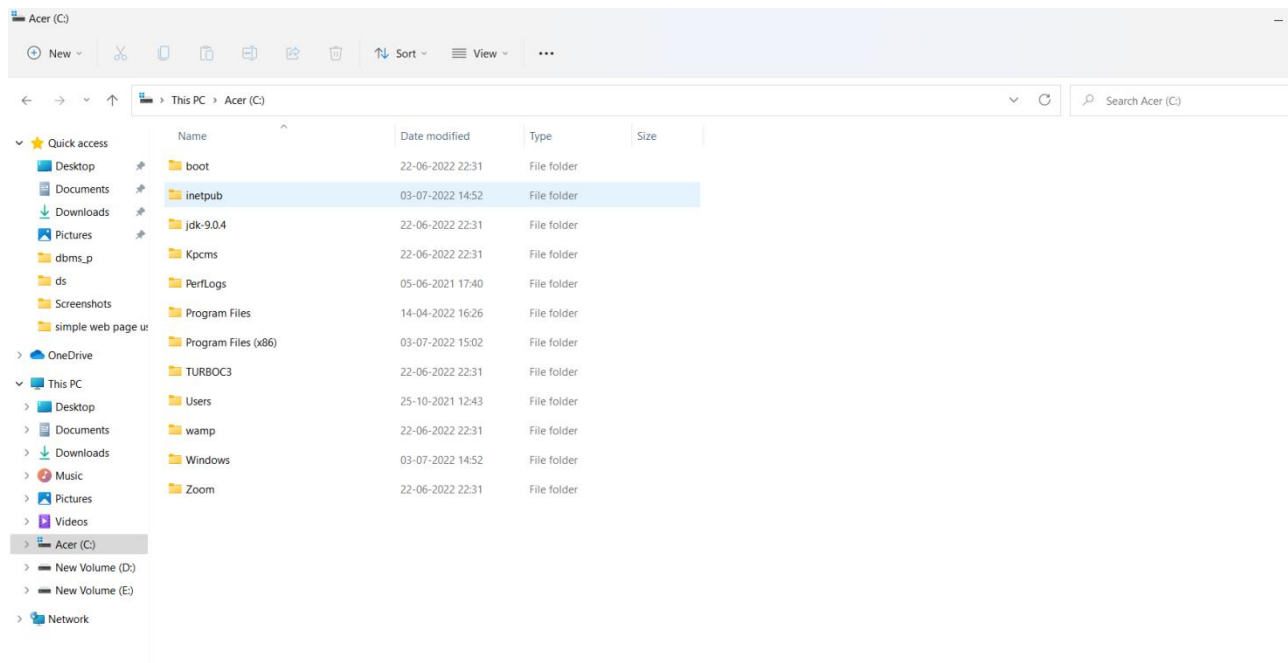 Acer (C:)
New Sort View
This PC > Acer (C:) Search Acer (C:)
Name Date modified Type Size
Quick access
Desktop
Documents
Downloads
Pictures
dbms_p
ds
Screenshots
simple web page us
OneDrive
This PC
Desktop
Documents
Downloads
Music
Pictures
Videos
Acer (C:)
New Volume (D:)
New Volume (E:)
Network
boot 22-06-2022 22:31 File folder
inetpub 03-07-2022 14:52 File folder
jdk-9.0.4 22-06-2022 22:31 File folder
Kpcms 22-06-2022 22:31 File folder
PerfLogs 05-06-2021 17:40 File folder
Program Files 14-04-2022 16:26 File folder
Program Files (x86) 03-07-2022 15:02 File folder
TURBOC3 22-06-2022 22:31 File folder
Users 25-10-2021 12:43 File folder
wamp 22-06-2022 22:31 File folder
Windows 03-07-2022 14:52 File folder
Zoom 22-06-2022 22:31 File folder